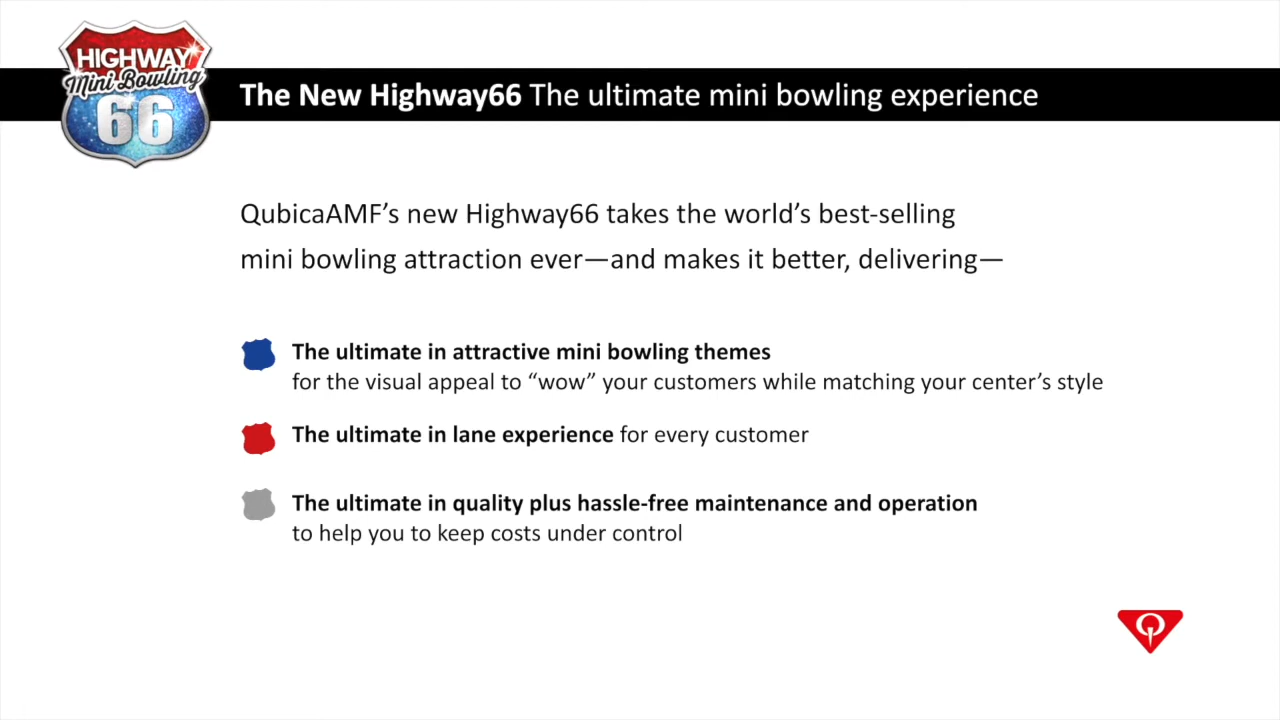 HIGHWAY
Mini Bowling
66
The New Highway66 The ultimate mini bowling experience
QubicaAMF’s new Highway66 takes the world’s best-selling
mini bowling attraction ever—and makes it better, delivering—
The ultimate in attractive mini bowling themes
for the visual appeal to “wow” your customers while matching your center’s style
The ultimate in lane experience for every customer
The ultimate in quality plus hassle-free maintenance and operation
to help you to keep costs under control